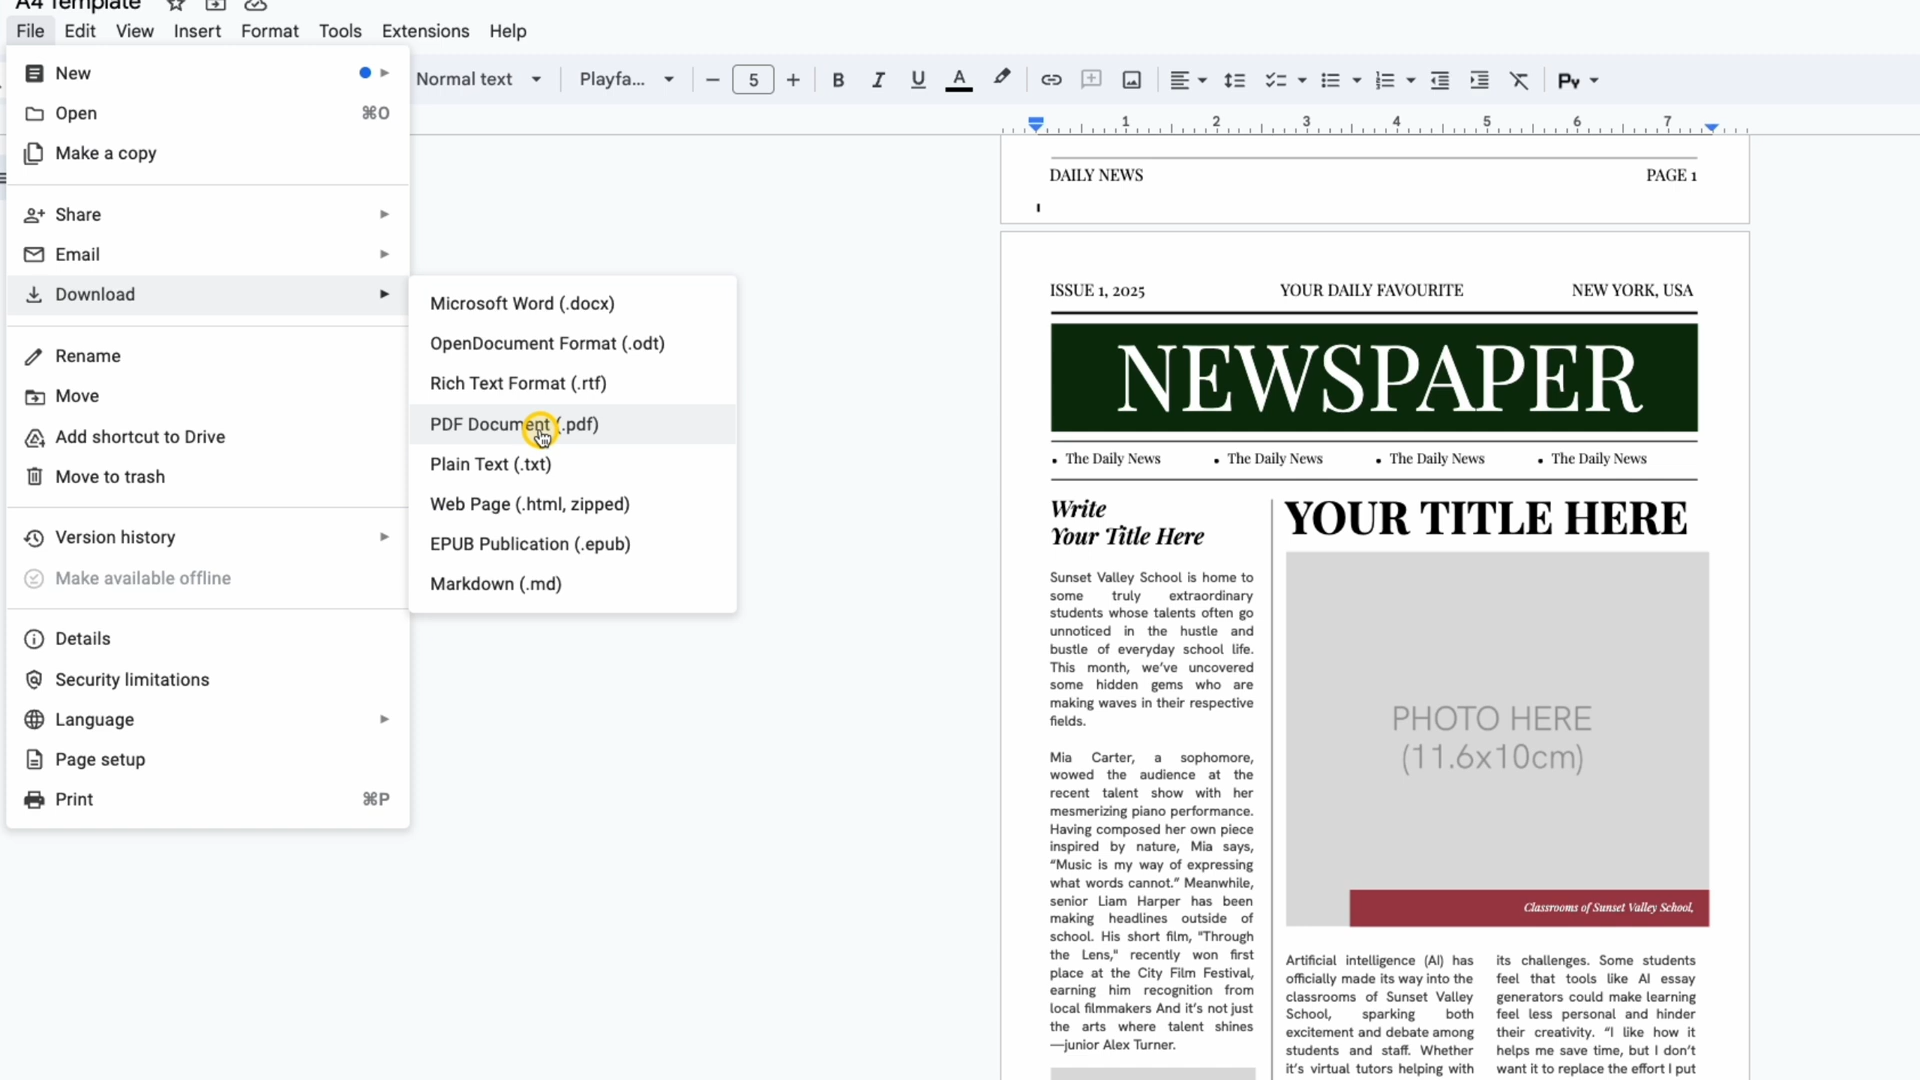 A4 Template
File Edit View Insert Format Tools Extensions Help
Normal text Playfa... 5
New
Open ⌘O
Make a copy
Share
Email
Download
Rename
Move
Add shortcut to Drive
Move to trash
Version history
Make available offline
Details
Security limitations
Language
Page setup
Print ⌘P
Microsoft Word (.docx)
OpenDocument Format (.odt)
Rich Text Format (.rtf)
PDF Document (.pdf)
Plain Text (.txt)
Web Page (.html, zipped)
EPUB Publication (.epub)
Markdown (.md)
1 2 3 4 5 6 7
DAILY NEWS PAGE 1
ISSUE 1, 2025 YOUR DAILY FAVOURITE NEW YORK, USA
NEWSPAPER
• The Daily News • The Daily News • The Daily News • The Daily News
Write
Your Title Here
Sunset Valley School is home to
some truly extraordinary
students whose talents often go
unnoticed in the hustle and
bustle of everyday school life.
This month, we've uncovered
some hidden gems who are
making waves in their respective
fields.
Mia Carter, a sophomore,
wowed the audience at the
recent talent show with her
mesmerizing piano performance.
Having composed her own piece
inspired by nature, Mia says,
“Music is my way of expressing
what words cannot.” Meanwhile,
senior Liam Harper has been
making headlines outside of
school. His short film, "Through
the Lens," recently won first
place at the City Film Festival,
earning him recognition from
local filmmakers And it's not just
the arts where talent shines
—junior Alex Turner.
YOUR TITLE HERE
PHOTO HERE
(11.6x10cm)
Classrooms of Sunset Valley School,
Artificial intelligence (AI) has
officially made its way into the
classrooms of Sunset Valley
School, sparking both
excitement and debate among
students and staff. Whether
it's virtual tutors helping with
its challenges. Some students
feel that tools like AI essay
generators could make learning
feel less personal and hinder
their creativity. “I like how it
helps me save time, but I don't
want it to replace the effort I put